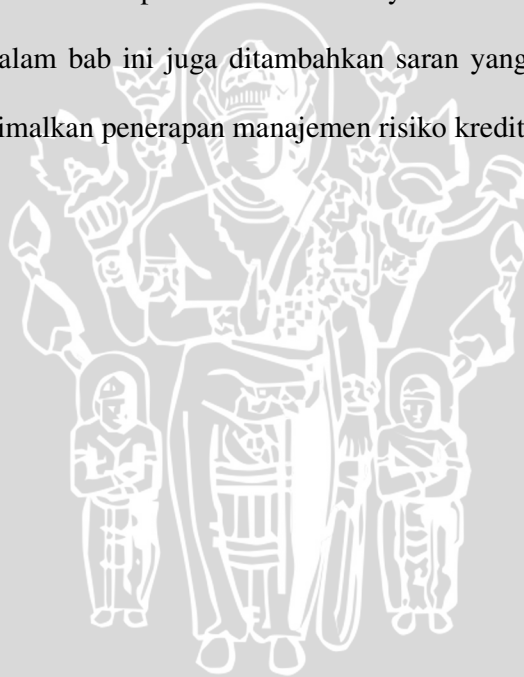 alam bab ini juga ditambahkan saran yang
imalkan penerapan manajemen risiko kredit